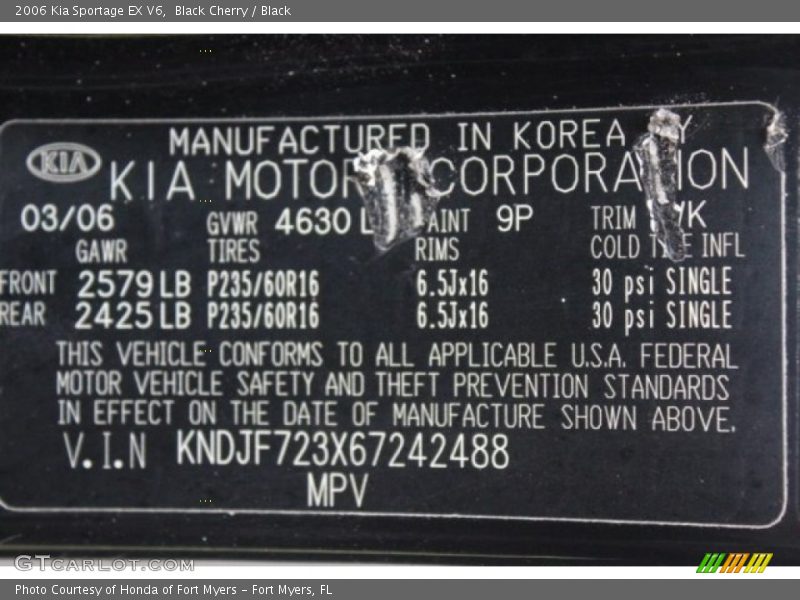 2006 Kia Sportage EX V6, Black Cherry / Black
MANUFACTURED IN KOREA
KIA KIA MOTOR CORPORATION
03/06 GVWR 4630 9P TRIM
GAWR TIRES RIMS COLD INFL
FRONT 2579 LB P235/60R16 6.5Jx16 30 psi SINGLE
REAR 2425 LB P235/60R16 6.5Jx16 30 psi SINGLE
THIS VEHICLE CONFORMS TO ALL APPLICABLE U.S.A. FEDERAL
MOTOR VEHICLE SAFETY AND THEFT PREVENTION STANDARDS
IN EFFECT ON THE DATE OF MANUFACTURE SHOWN ABOVE.
V.I.N KNDJF723X67242488
MPV
GTCARLOT.COM
Photo Courtesy of Honda of Fort Myers - Fort Myers, FL